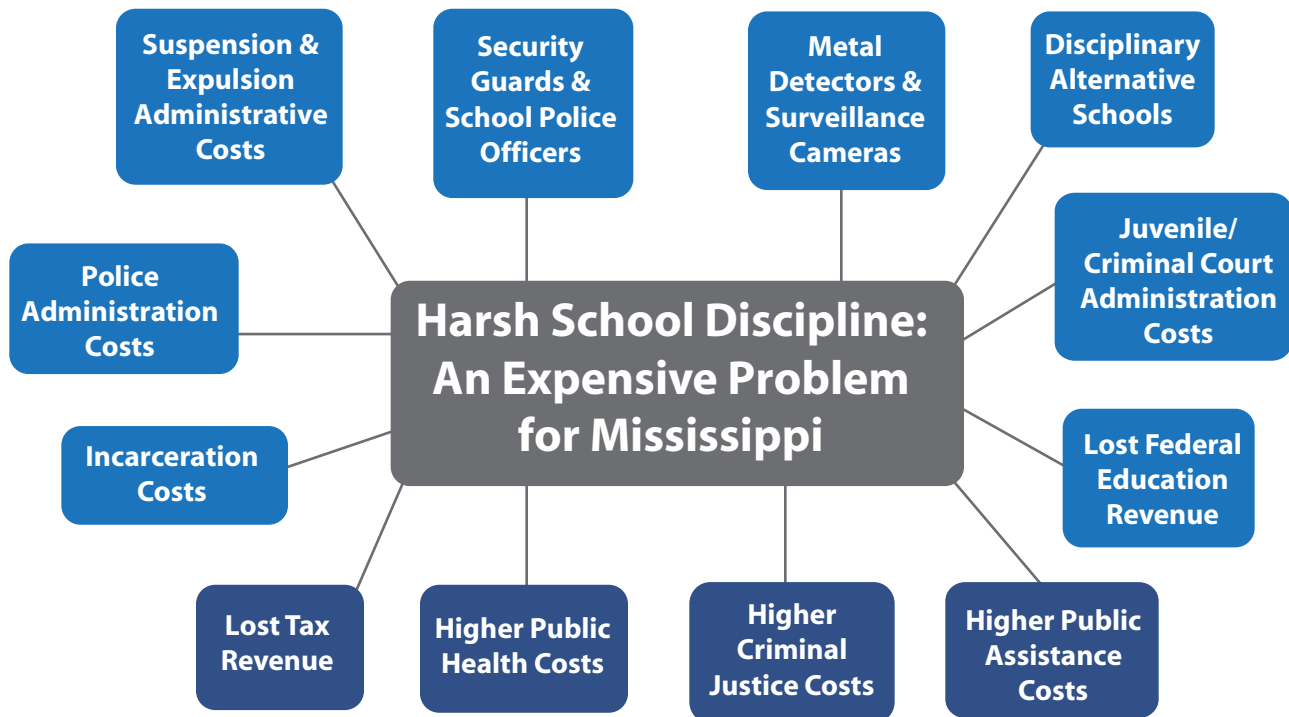 Suspension &
Expulsion
Administrative
Costs
Security
Guards &
School Police
Officers
Metal
Detectors &
Surveillance
Cameras
Disciplinary
Alternative
Schools
Police
Administration
Costs
Harsh School Discipline:
An Expensive Problem
for Mississippi
Juvenile/
Criminal Court
Administration
Costs
Incarceration
Costs
Lost Federal
Education
Revenue
Lost Tax
Revenue
Higher Public
Health Costs
Higher
Criminal
Justice Costs
Higher Public
Assistance
Costs